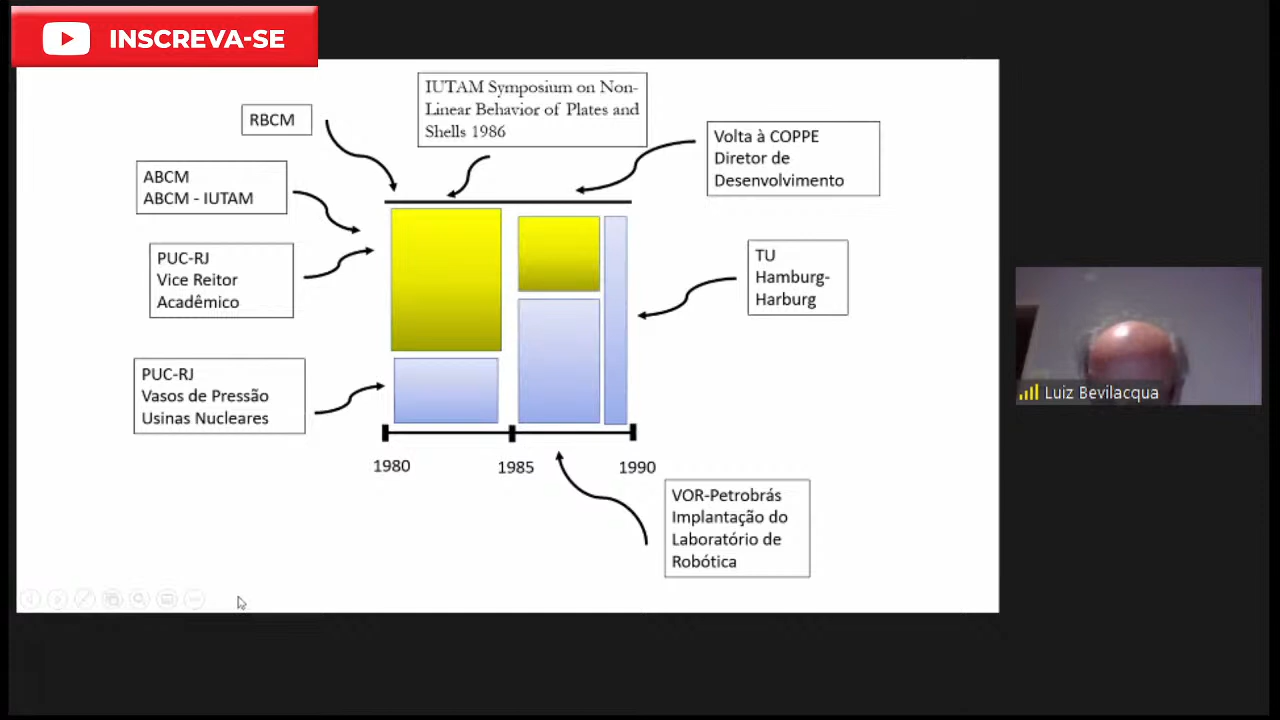 INSCREVA-SE
IUTAM Symposium on Non-
Linear Behavior of Plates and
Shells 1986
RBCM
Volta à COPPE
Diretor de
Desenvolvimento
ABCM
ABCM - IUTAM
PUC-RJ
Vice Reitor
Acadêmico
TU
Hamburg-
Harburg
PUC-RJ
Vasos de Pressão
Usinas Nucleares
Luiz Bevilacqua
1980
1985
1990
VOR-Petrobrás
Implantação do
Laboratório de
Robótica